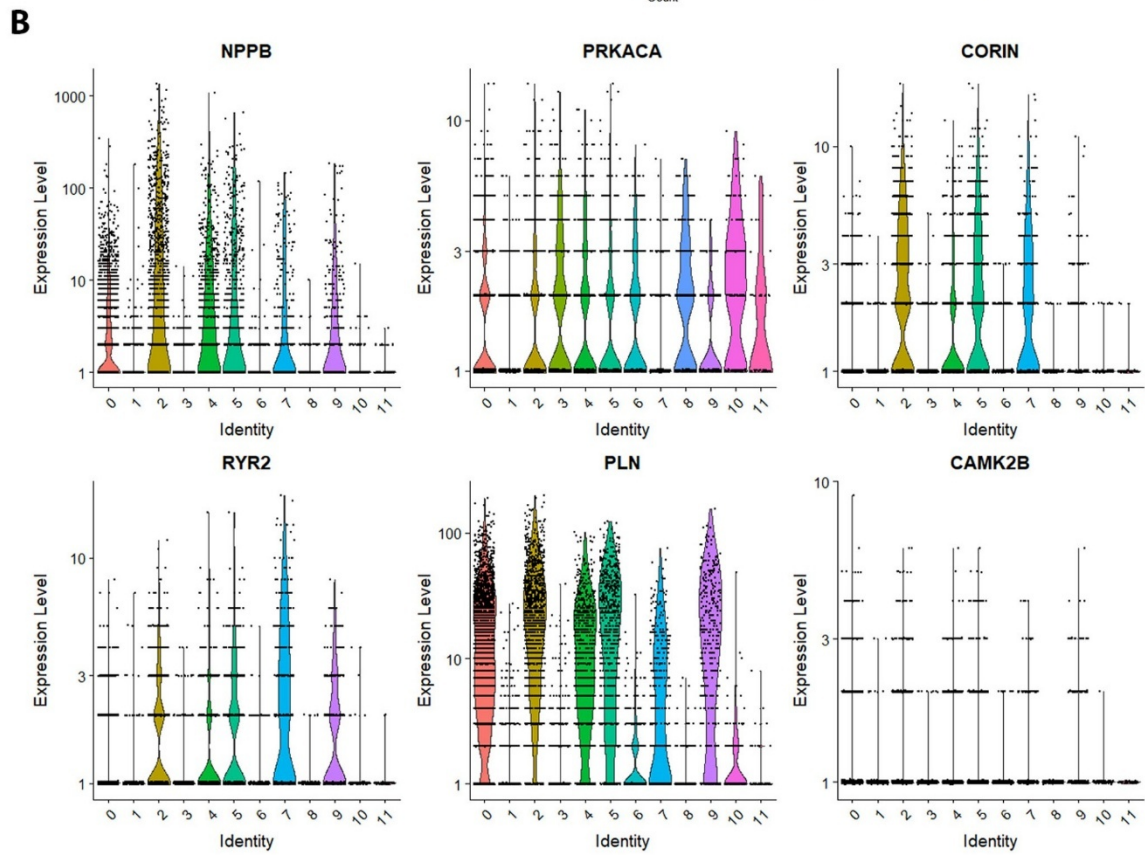 Count
B
NPPB PRKACA CORIN
Expression Level
1000
100
10
1
0 1 2 3 4 5 6 7 8 9 10 11
Identity
Expression Level
10
3
1
0 1 2 3 4 5 6 7 8 9 10 11
Identity
Expression Level
10
3
1
0 1 2 3 4 5 6 7 8 9 10 11
Identity
RYR2 PLN CAMK2B
Expression Level
10
3
1
0 1 2 3 4 5 6 7 8 9 10 11
Identity
Expression Level
100
10
1
0 1 2 3 4 5 6 7 8 9 10 11
Identity
Expression Level
10
3
1
0 1 2 3 4 5 6 7 8 9 10 11
Identity